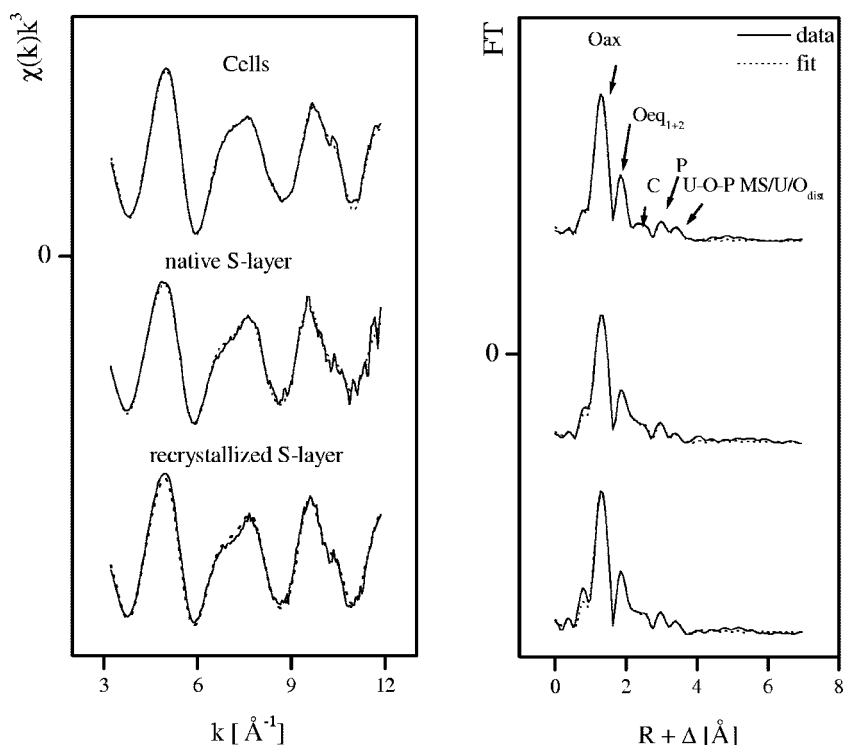 χ(k)k³
Cells
0
native S-layer
recrystallized S-layer
3 6 9 12
k [ Å⁻¹]
FT
data
fit
Oax
Oeq₁₊₂
P
C
U-O-P MS/U/O_dist
0
0 2 4 6 8
R + Δ [Å]